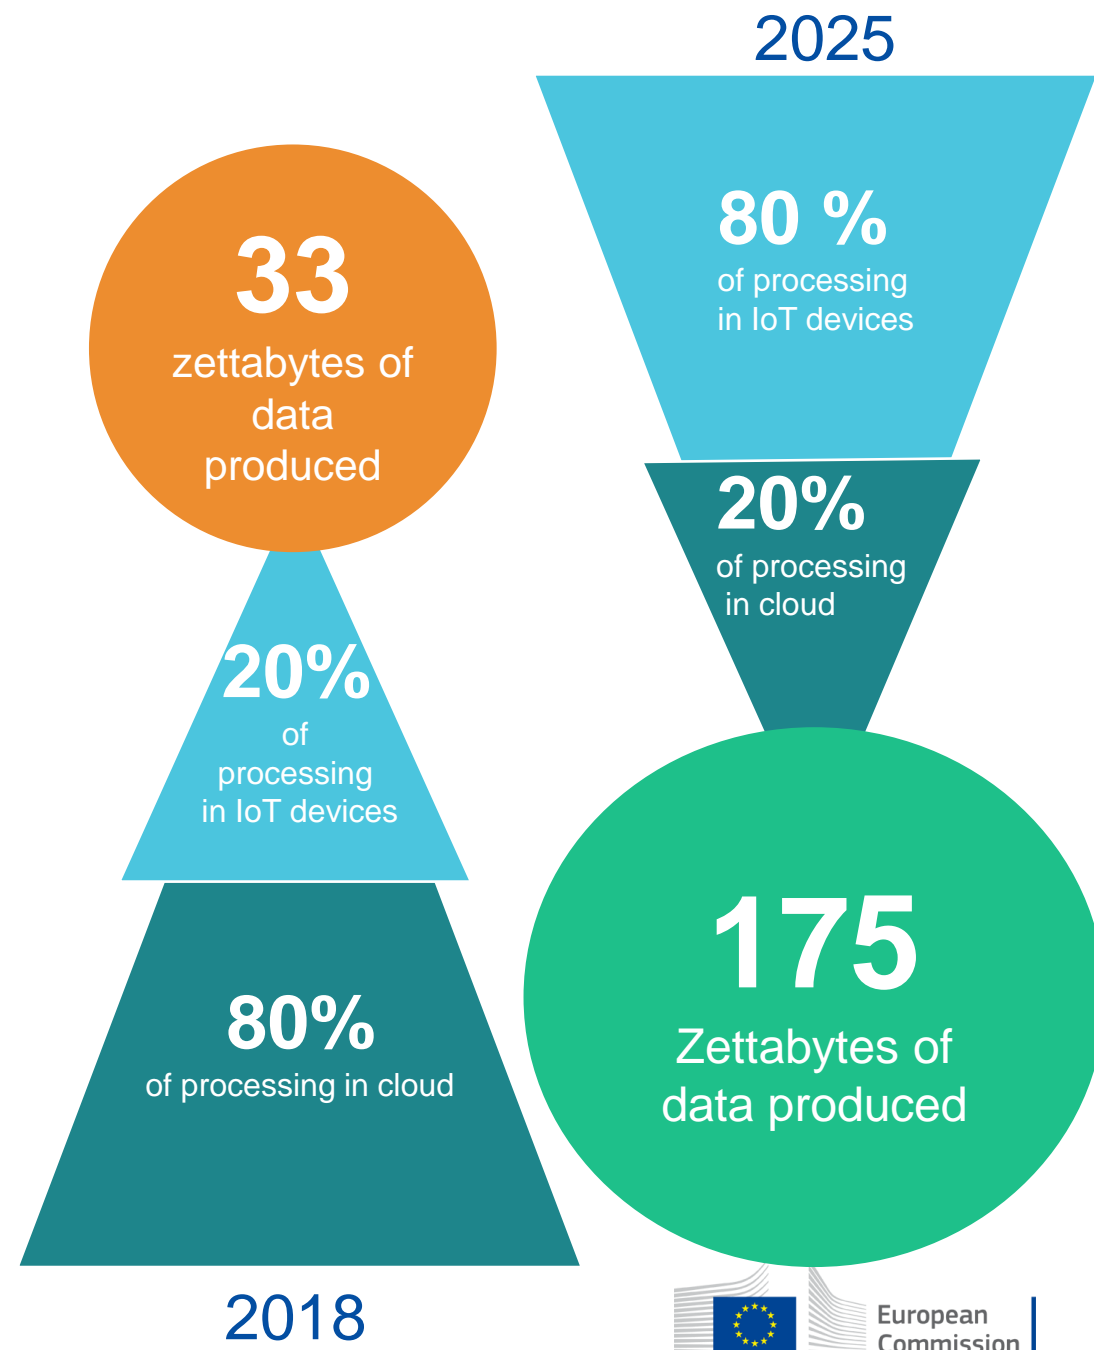 33
zettabytes of
data
produced
20%
of
processing
in IoT devices
80%
of processing in cloud
2018
2025
80 %
of processing
in IoT devices
20%
of processing
in cloud
175
Zettabytes of
data produced
European
Commission